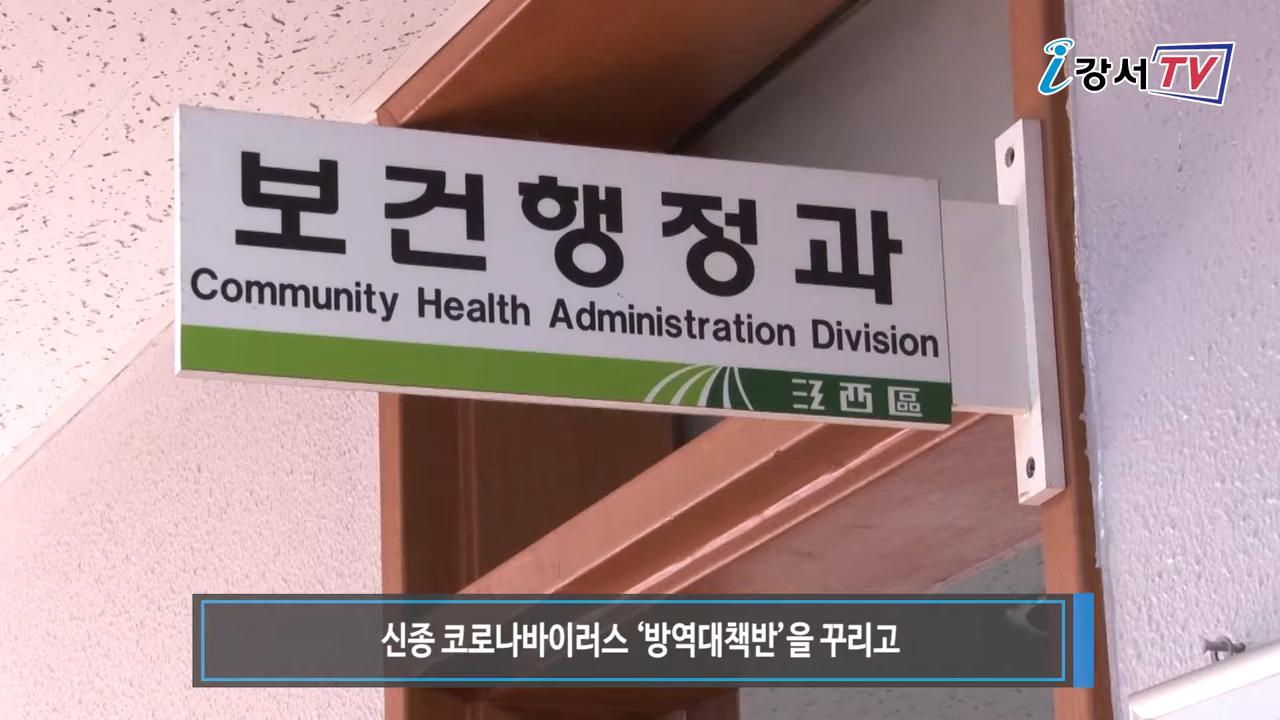 i강서TV
보건행정과
Community Health Administration Division
江西區
신종 코로나바이러스 ‘방역대책반’을 꾸리고